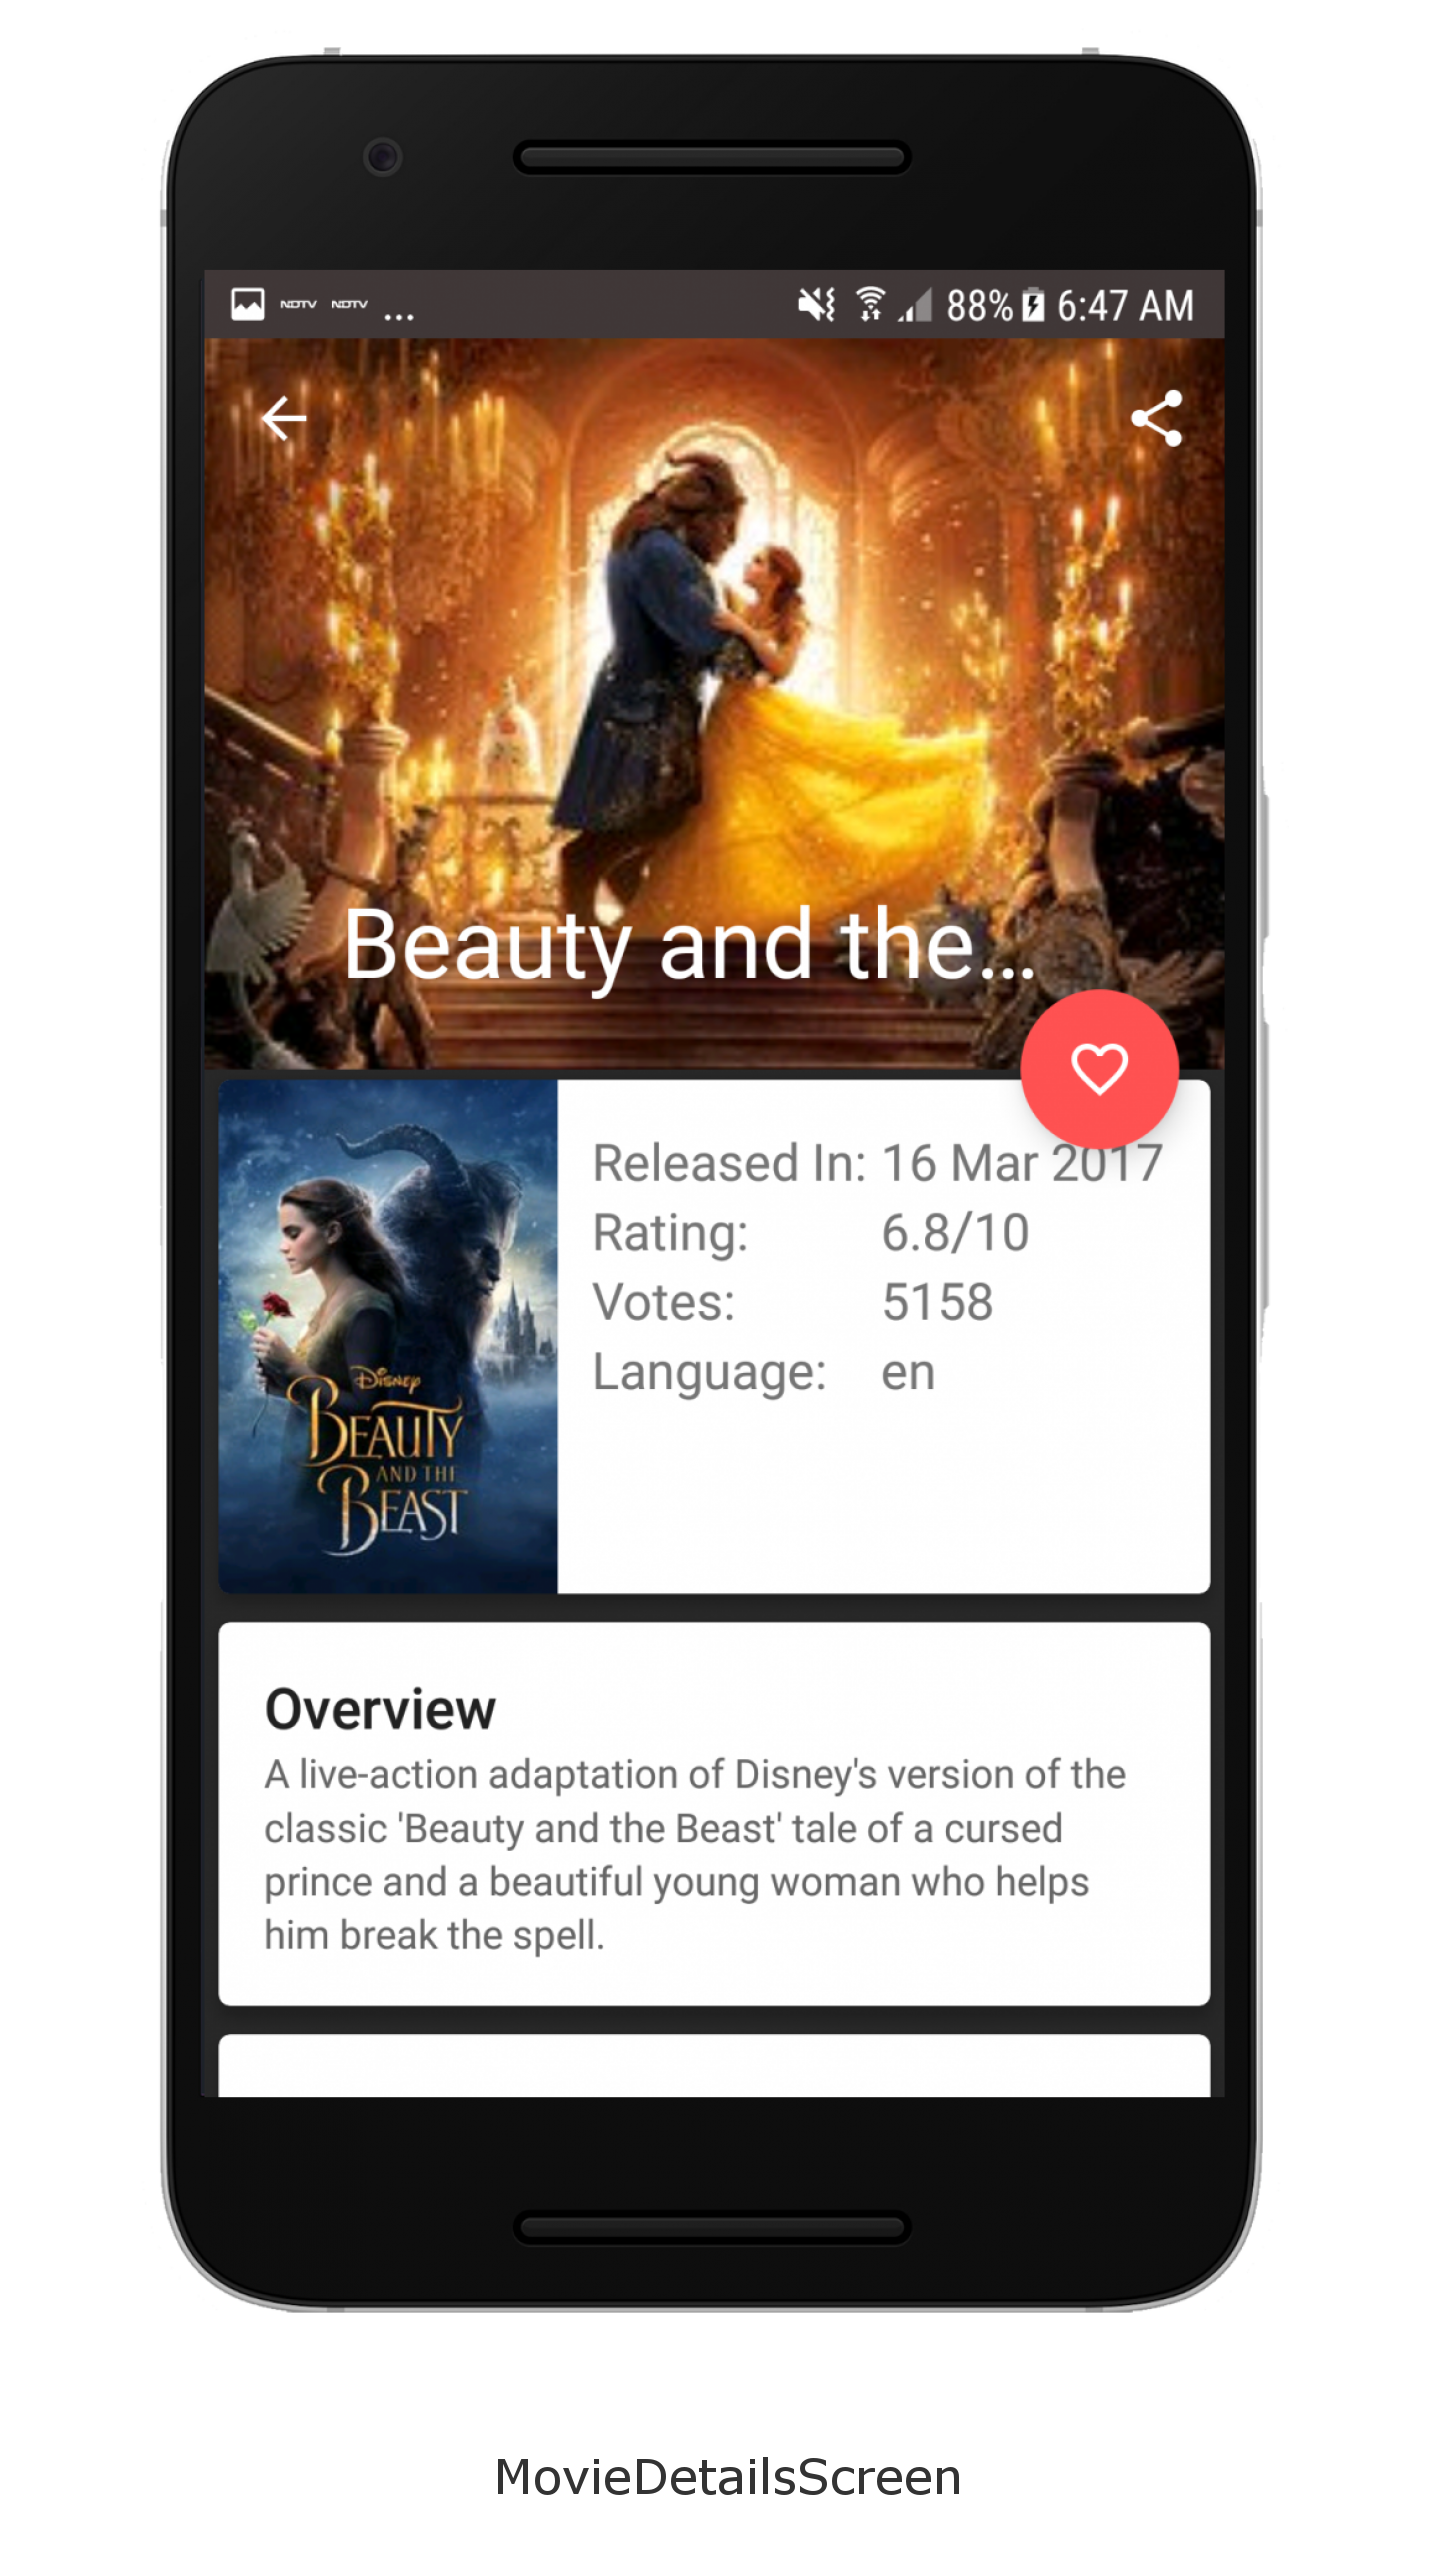 NDTV NDTV ... 88% 6:47 AM
Beauty and the...
Released In: 16 Mar 2017
Rating: 6.8/10
Votes: 5158
Language: en
Disney
BEAUTY
AND THE
BEAST
Overview
A live-action adaptation of Disney's version of the
classic 'Beauty and the Beast' tale of a cursed
prince and a beautiful young woman who helps
him break the spell.
MovieDetailsScreen